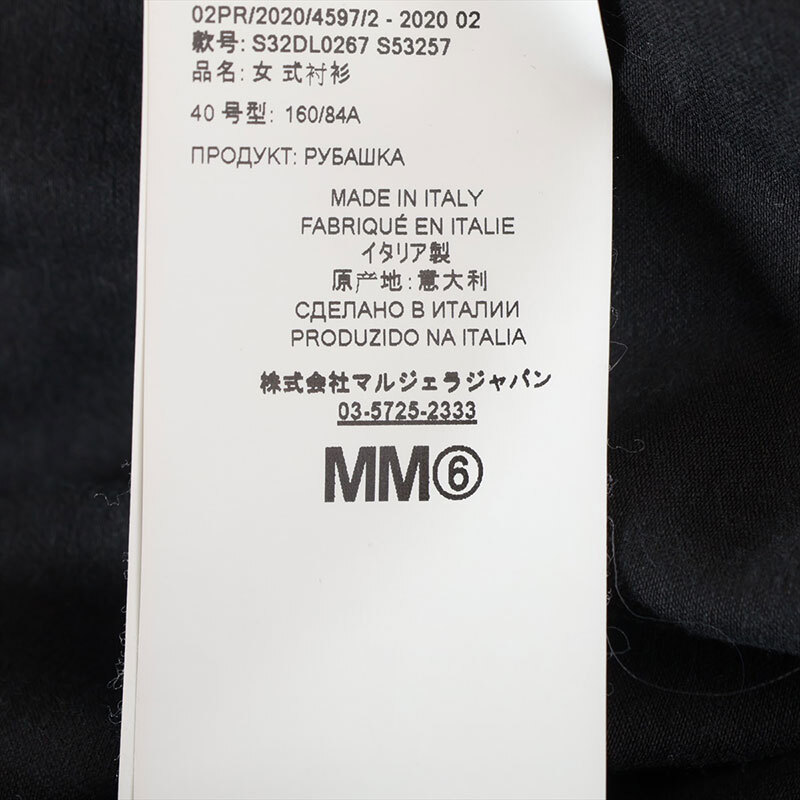 02PR/2020/4597/2 - 2020 02
款号: S32DL0267 S53257
品名: 女 式衬衫
40 号型: 160/84A
ПРОДУКТ: РУБАШКА
MADE IN ITALY
FABRIQUÉ EN ITALIE
イタリア製
原产地: 意大利
СДЕЛАНО В ИТАЛИИ
PRODUZIDO NA ITALIA
株式会社マルジェラジャパン
03-5725-2333
MM⑥